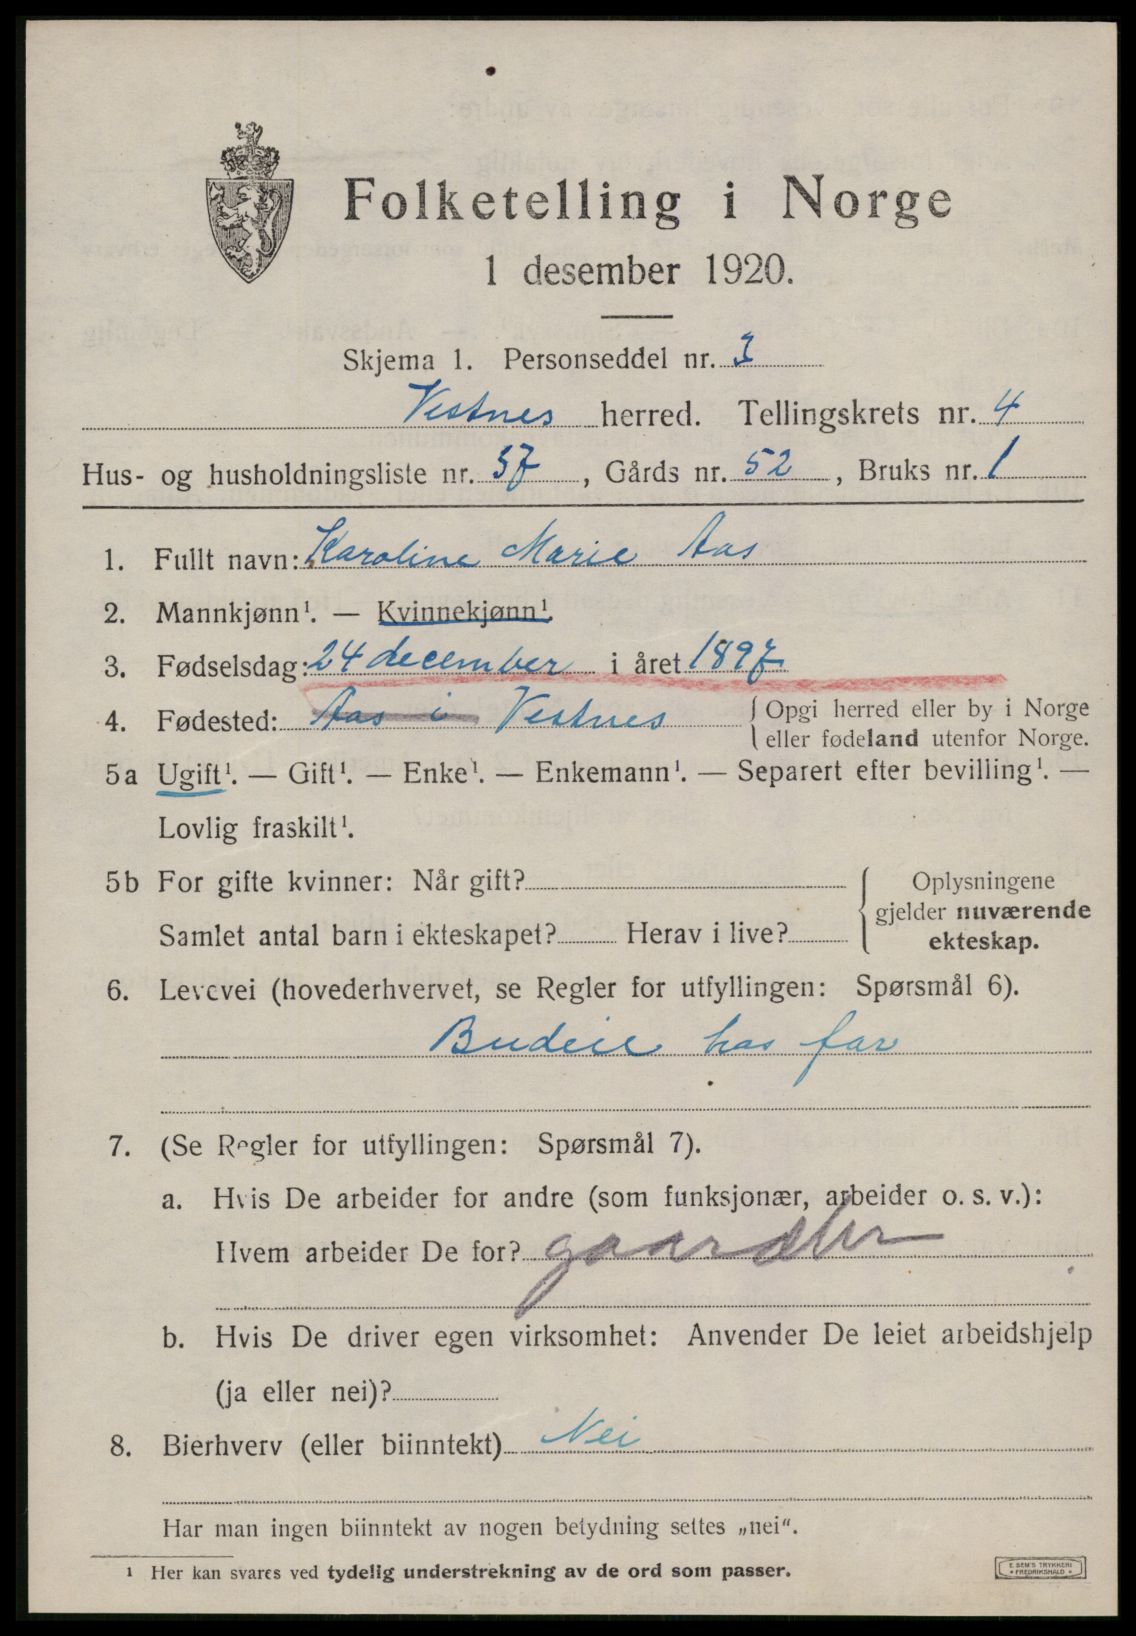 Folketelling i Norge
1 desember 1920.
Skjema 1. Personseddel nr. 3
Vestnes herred. Tellingskrets nr. 4
Hus- og husholdningsliste nr. 37, Gårds nr. 52, Bruks nr. 1
1. Fullt navn: Karoline Marie Aas
2. Mannkjønn¹. — Kvinnekjønn¹.
3. Fødselsdag: 24 december i året 1897
4. Fødested: Aas i Vestnes { Opgi herred eller by i Norge
eller fødeland utenfor Norge.
5a Ugift¹. — Gift¹. — Enke¹. — Enkemann¹. — Separert efter bevilling¹. —
Lovlig fraskilt¹.
5b For gifte kvinner: Når gift?
Samlet antal barn i ekteskapet? Herav i live?
{ Oplysningene
gjelder nuværende
ekteskap.
6. Levevei (hovederhvervet, se Regler for utfyllingen: Spørsmål 6).
Budeie hos far
7. (Se Regler for utfyllingen: Spørsmål 7).
a. Hvis De arbeider for andre (som funksjonær, arbeider o. s. v.):
Hvem arbeider De for?
b. Hvis De driver egen virksomhet: Anvender De leiet arbeidshjelp
(ja eller nei)?
8. Bierhverv (eller biinntekt) Nei
Har man ingen biinntekt av nogen betydning settes „nei“.
¹ Her kan svares ved tydelig understrekning av de ord som passer.
E. SEM'S TRYKKERI
• FREDRIKSHALD •